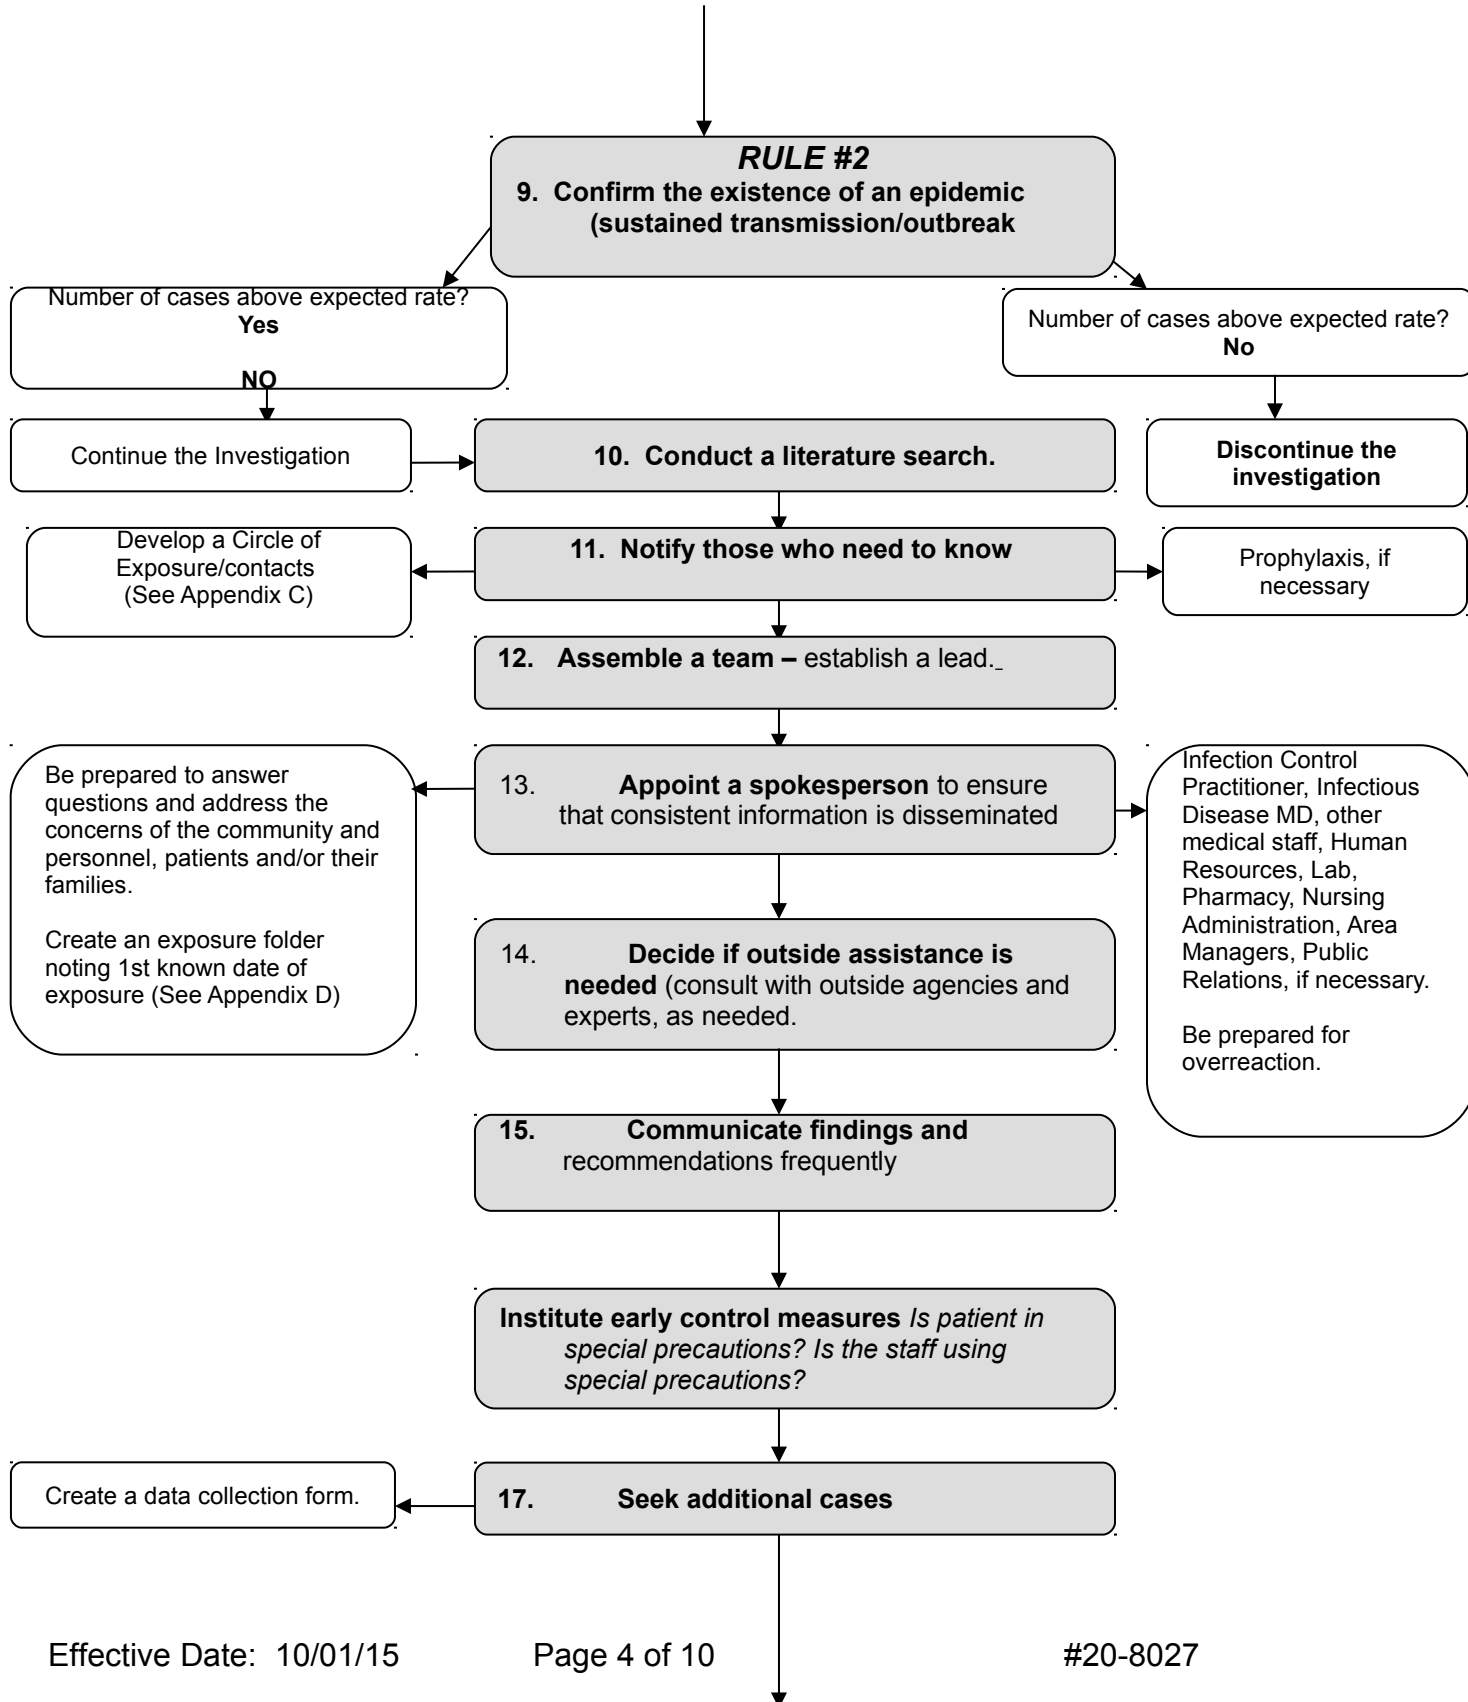 RULE #2
9. Confirm the existence of an epidemic
(sustained transmission/outbreak
Number of cases above expected rate?
Yes
NO
Number of cases above expected rate?
No
Continue the Investigation
10. Conduct a literature search.
Discontinue the
investigation
Develop a Circle of
Exposure/contacts
(See Appendix C)
11. Notify those who need to know
Prophylaxis, if
necessary
12. Assemble a team – establish a lead.
Be prepared to answer
questions and address the
concerns of the community and
personnel, patients and/or their
families.
Create an exposure folder
noting 1st known date of
exposure (See Appendix D)
13. Appoint a spokesperson to ensure
that consistent information is disseminated
Infection Control
Practitioner, Infectious
Disease MD, other
medical staff, Human
Resources, Lab,
Pharmacy, Nursing
Administration, Area
Managers, Public
Relations, if necessary.
Be prepared for
overreaction.
14. Decide if outside assistance is
needed (consult with outside agencies and
experts, as needed.
15. Communicate findings and
recommendations frequently
Institute early control measures Is patient in
special precautions? Is the staff using
special precautions?
Create a data collection form.
17. Seek additional cases
Effective Date: 10/01/15 Page 4 of 10 #20-8027